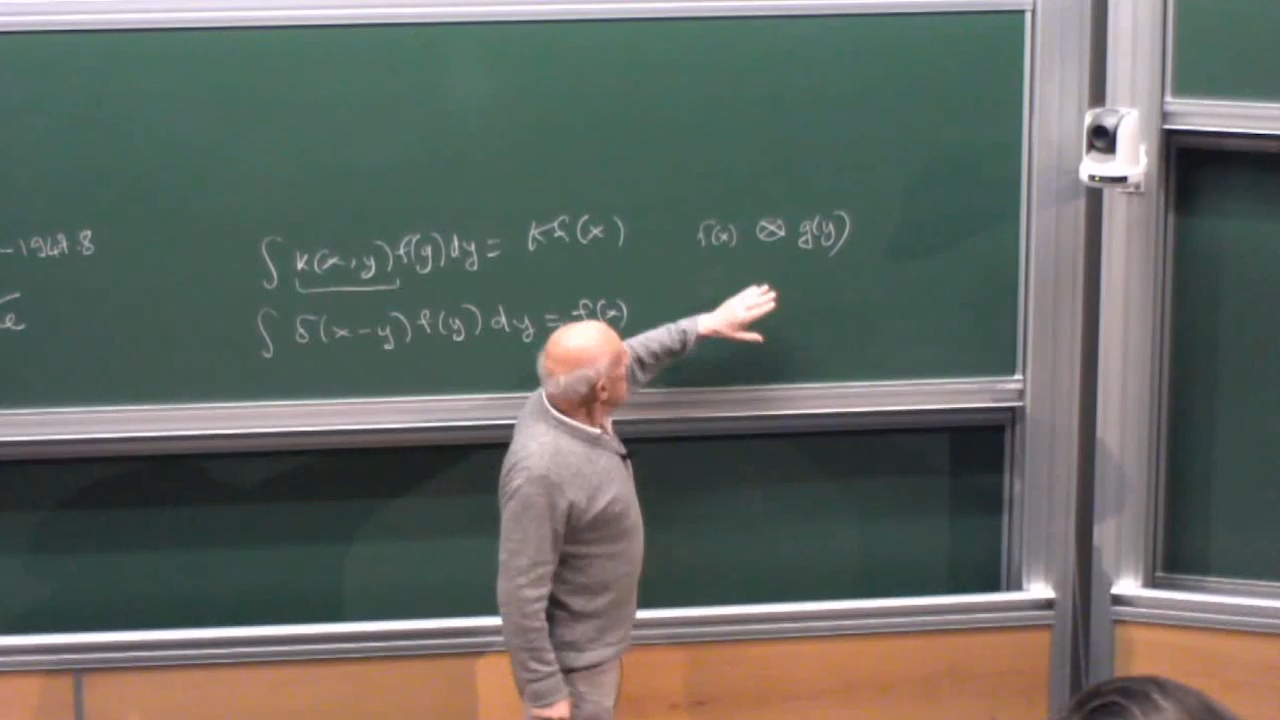 –1947.8
∫ K(x,y) f(y) dy = Kf(x) f(x) ⊗ g(y))
∫ δ(x-y) f(y) dy = f(x)